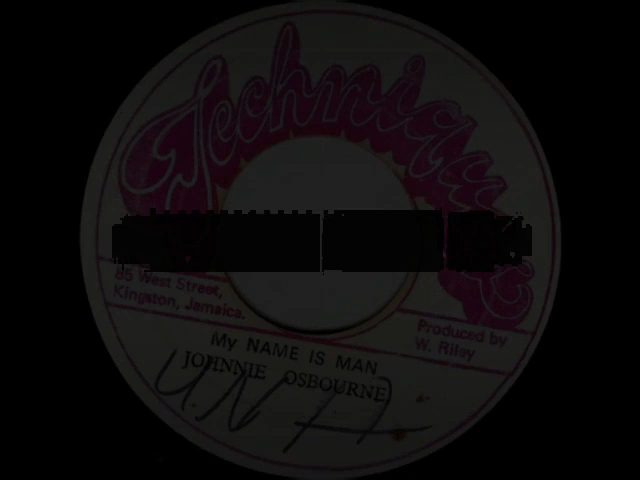 Techniques
85 West Street,
Kingston, Jamaica.
Produced by
W. Riley
My NAME IS MAN
JOHNNIE OSBOURNE